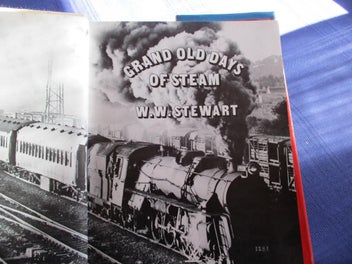 GRAND OLD DAYS
OF STEAM
W.W. STEWART